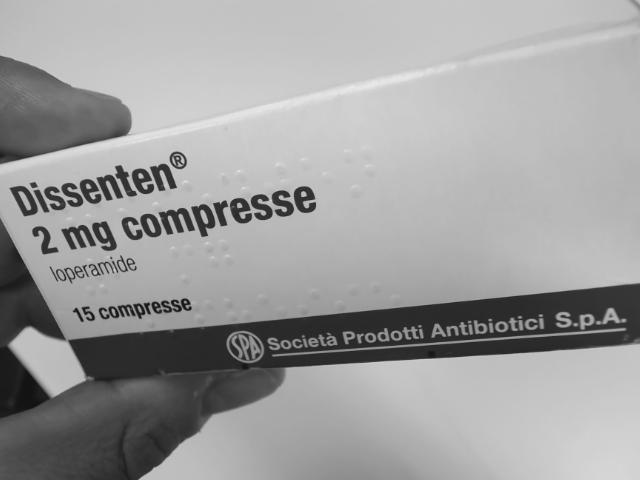 Dissenten®
2 mg compresse
loperamide
15 compresse
SPA Società Prodotti Antibiotici S.p.A.